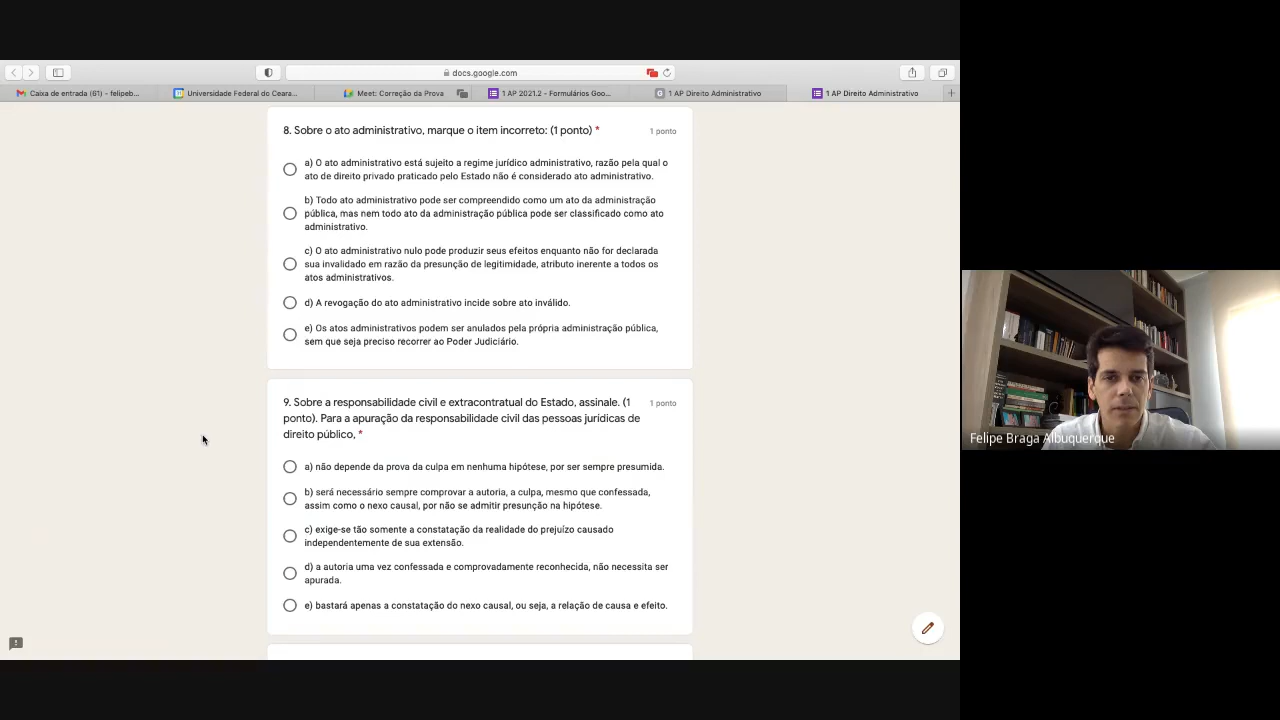 docs.google.com
Caixa de entrada (61) - felipeb...
Universidade Federal do Ceara...
Meet: Correção da Prova
1 AP 2021.2 - Formulários Goo...
G 1 AP Direito Administrativo
1 AP Direito Administrativo
8. Sobre o ato administrativo, marque o item incorreto: (1 ponto) *
1 ponto
a) O ato administrativo está sujeito a regime jurídico administrativo, razão pela qual o
ato de direito privado praticado pelo Estado não é considerado ato administrativo.
b) Todo ato administrativo pode ser compreendido como um ato da administração
pública, mas nem todo ato da administração pública pode ser classificado como ato
administrativo.
c) O ato administrativo nulo pode produzir seus efeitos enquanto não for declarada
sua invalidado em razão da presunção de legitimidade, atributo inerente a todos os
atos administrativos.
d) A revogação do ato administrativo incide sobre ato inválido.
e) Os atos administrativos podem ser anulados pela própria administração pública,
sem que seja preciso recorrer ao Poder Judiciário.
9. Sobre a responsabilidade civil e extracontratual do Estado, assinale. (1
1 ponto
ponto). Para a apuração da responsabilidade civil das pessoas jurídicas de
direito público, *
a) não depende da prova da culpa em nenhuma hipótese, por ser sempre presumida.
b) será necessário sempre comprovar a autoria, a culpa, mesmo que confessada,
assim como o nexo causal, por não se admitir presunção na hipótese.
c) exige-se tão somente a constatação da realidade do prejuízo causado
independentemente de sua extensão.
d) a autoria uma vez confessada e comprovadamente reconhecida, não necessita ser
apurada.
e) bastará apenas a constatação do nexo causal, ou seja, a relação de causa e efeito.
Felipe Braga Albuquerque